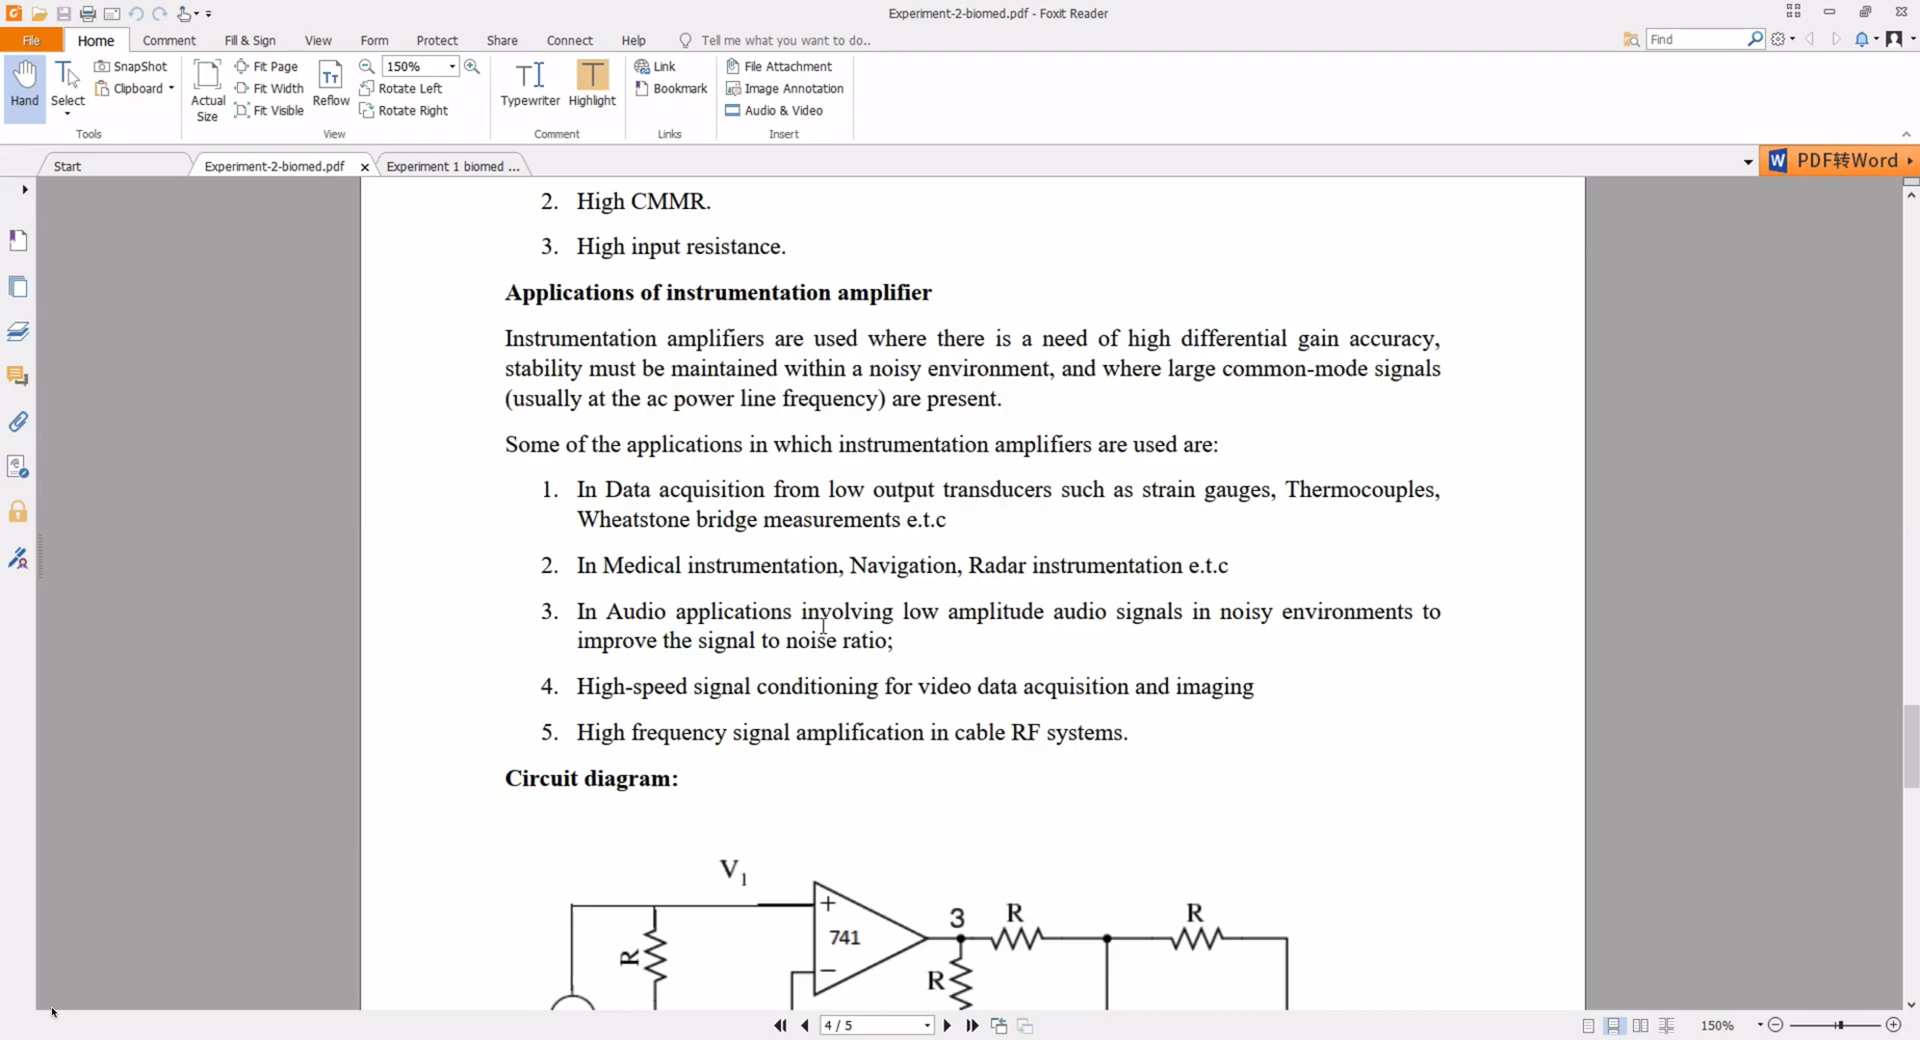 Experiment-2-biomed.pdf - Foxit Reader
File Home Comment Fill & Sign View Form Protect Share Connect Help Tell me what you want to do.. Find
Hand
Select
SnapShot
Clipboard
Tools
Actual Size
Fit Page
Fit Width
Fit Visible
Reflow
150%
Rotate Left
Rotate Right
View
Typewriter
Highlight
Comment
Link
Bookmark
Links
File Attachment
Image Annotation
Audio & Video
Insert
Start Experiment-2-biomed.pdf Experiment 1 biomed ... PDF转Word
2. High CMMR.
3. High input resistance.
Applications of instrumentation amplifier
Instrumentation amplifiers are used where there is a need of high differential gain accuracy,
stability must be maintained within a noisy environment, and where large common-mode signals
(usually at the ac power line frequency) are present.
Some of the applications in which instrumentation amplifiers are used are:
1. In Data acquisition from low output transducers such as strain gauges, Thermocouples,
Wheatstone bridge measurements e.t.c
2. In Medical instrumentation, Navigation, Radar instrumentation e.t.c
3. In Audio applications involving low amplitude audio signals in noisy environments to
improve the signal to noise ratio;
4. High-speed signal conditioning for video data acquisition and imaging
5. High frequency signal amplification in cable RF systems.
Circuit diagram:
V1
+
741
−
3
R
R
R
R
4 / 5
150%